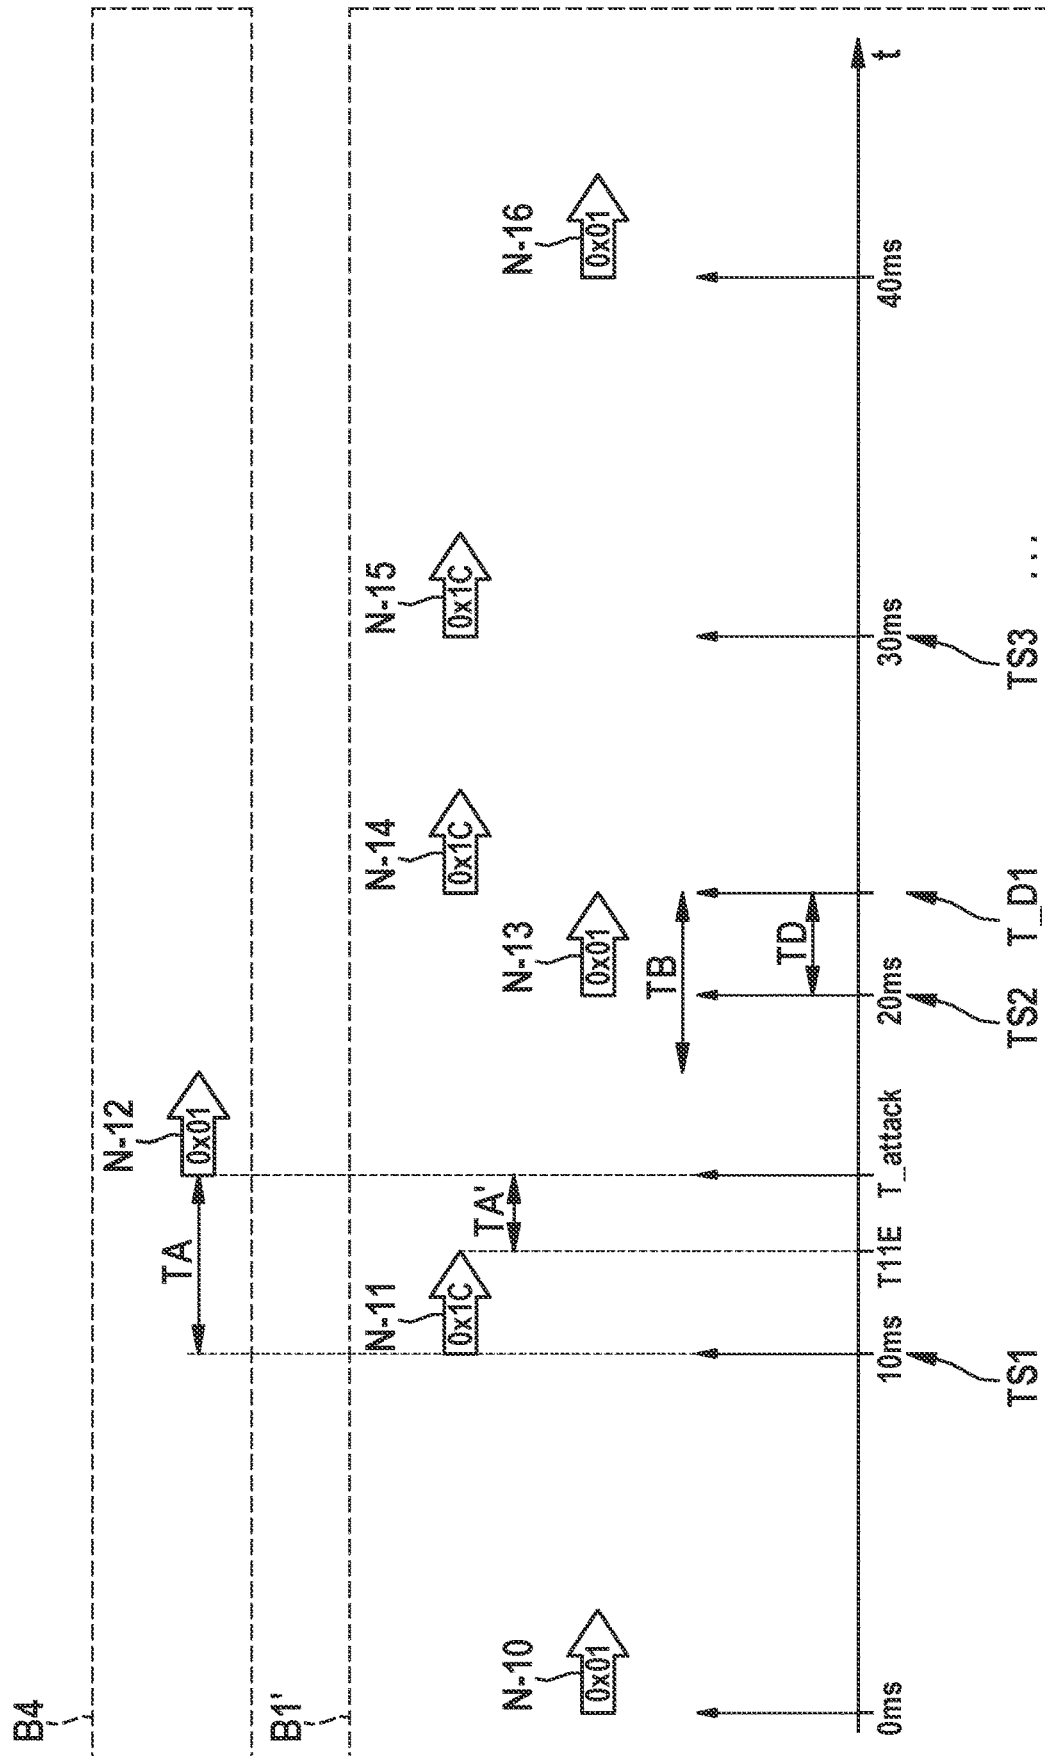 B4
TA
N-12
0x01
B1'
N-10
0x01
N-11
0x1C
TA'
N-13
0x01
TB
TD
N-14
0x1C
N-15
0x1C
N-16
0x01
0ms
10ms
T11E
T_attack
20ms
30ms
40ms
t
TS1
TS2
T_D1
TS3
...